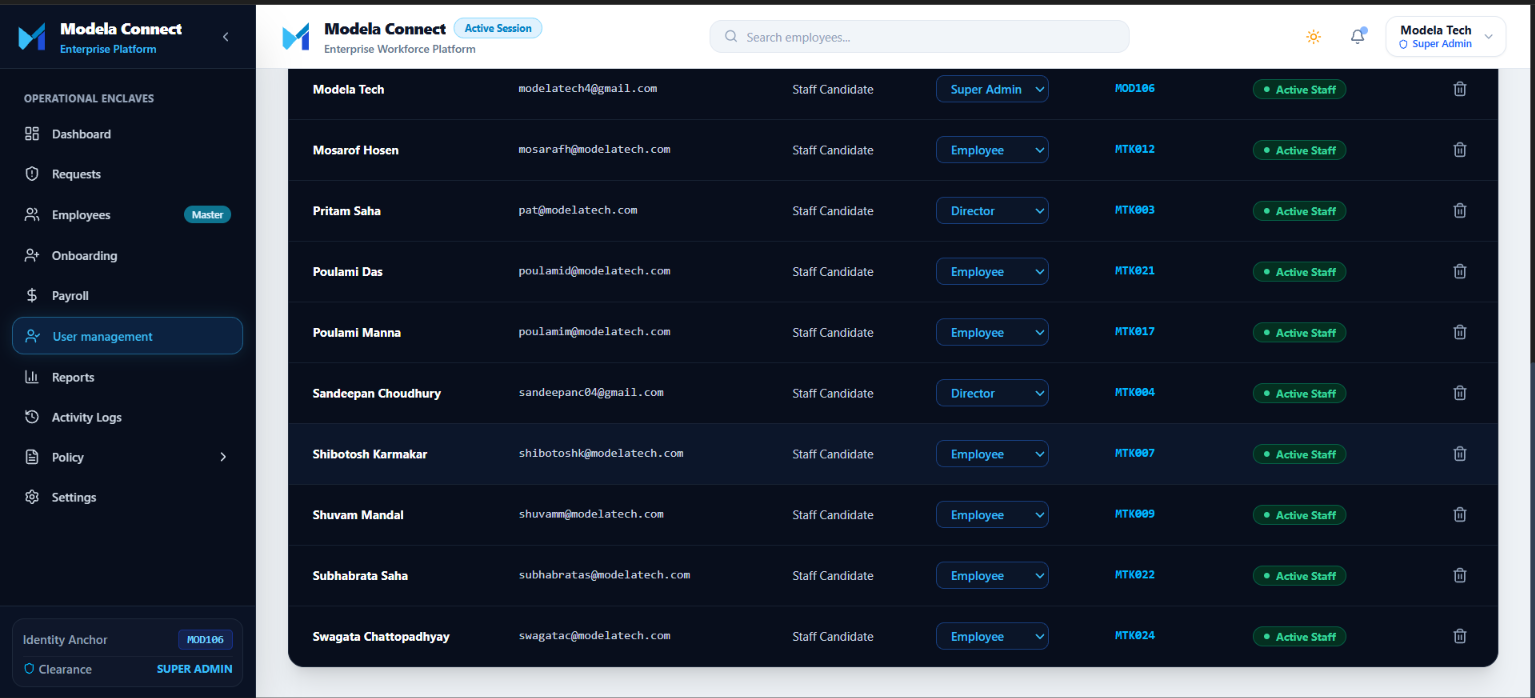 Modela Connect
Enterprise Platform
OPERATIONAL ENCLAVES
Dashboard
Requests
Employees Master
Onboarding
Payroll
User management
Reports
Activity Logs
Policy
Settings
Identity Anchor MOD106
Clearance SUPER ADMIN
Modela Connect Active Session
Enterprise Workforce Platform
Search employees...
Modela Tech
Super Admin
Modela Tech modelatech4@gmail.com Staff Candidate Super Admin MOD106 Active Staff
Mosarof Hosen mosarafh@modelatech.com Staff Candidate Employee MTK012 Active Staff
Pritam Saha pat@modelatech.com Staff Candidate Director MTK003 Active Staff
Poulami Das poulamid@modelatech.com Staff Candidate Employee MTK021 Active Staff
Poulami Manna poulamim@modelatech.com Staff Candidate Employee MTK017 Active Staff
Sandeepan Choudhury sandeepanc04@gmail.com Staff Candidate Director MTK004 Active Staff
Shibotosh Karmakar shibotoshk@modelatech.com Staff Candidate Employee MTK007 Active Staff
Shuvam Mandal shuvamm@modelatech.com Staff Candidate Employee MTK009 Active Staff
Subhabrata Saha subhabratas@modelatech.com Staff Candidate Employee MTK022 Active Staff
Swagata Chattopadhyay swagatac@modelatech.com Staff Candidate Employee MTK024 Active Staff